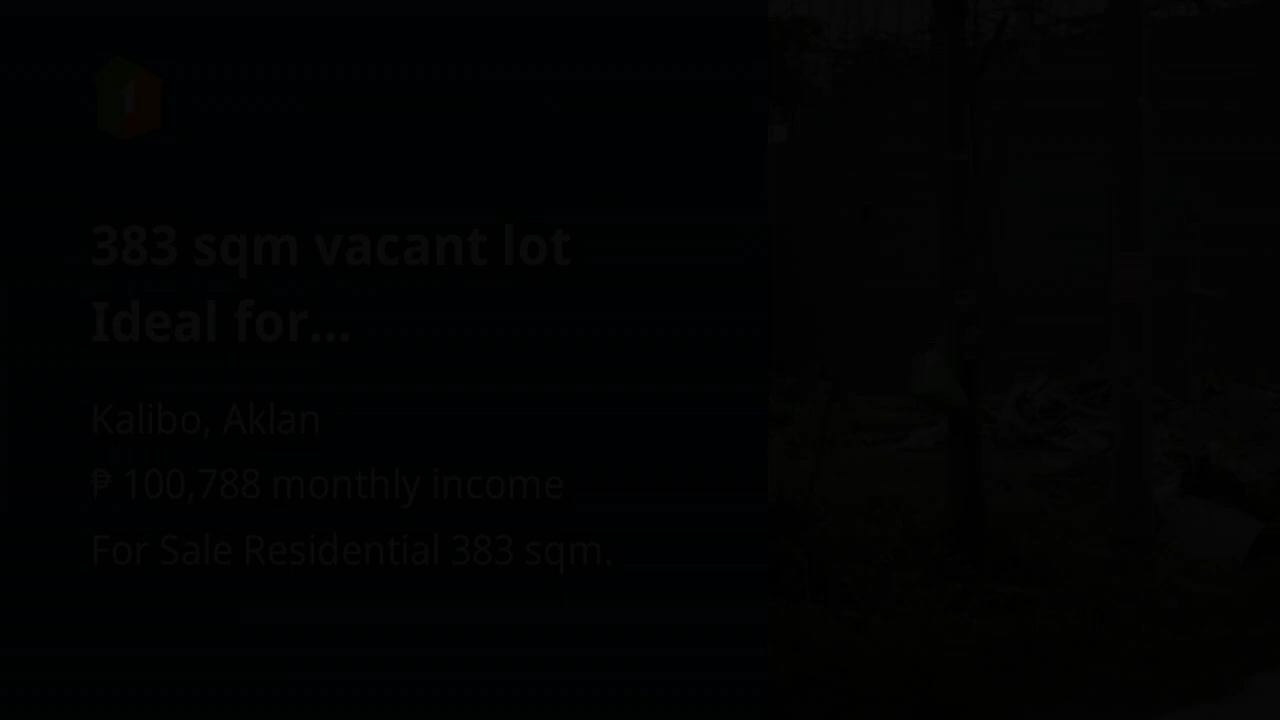 383 sqm vacant lot
Ideal for...
Kalibo, Aklan
₱ 100,788 monthly income
For Sale Residential 383 sqm.